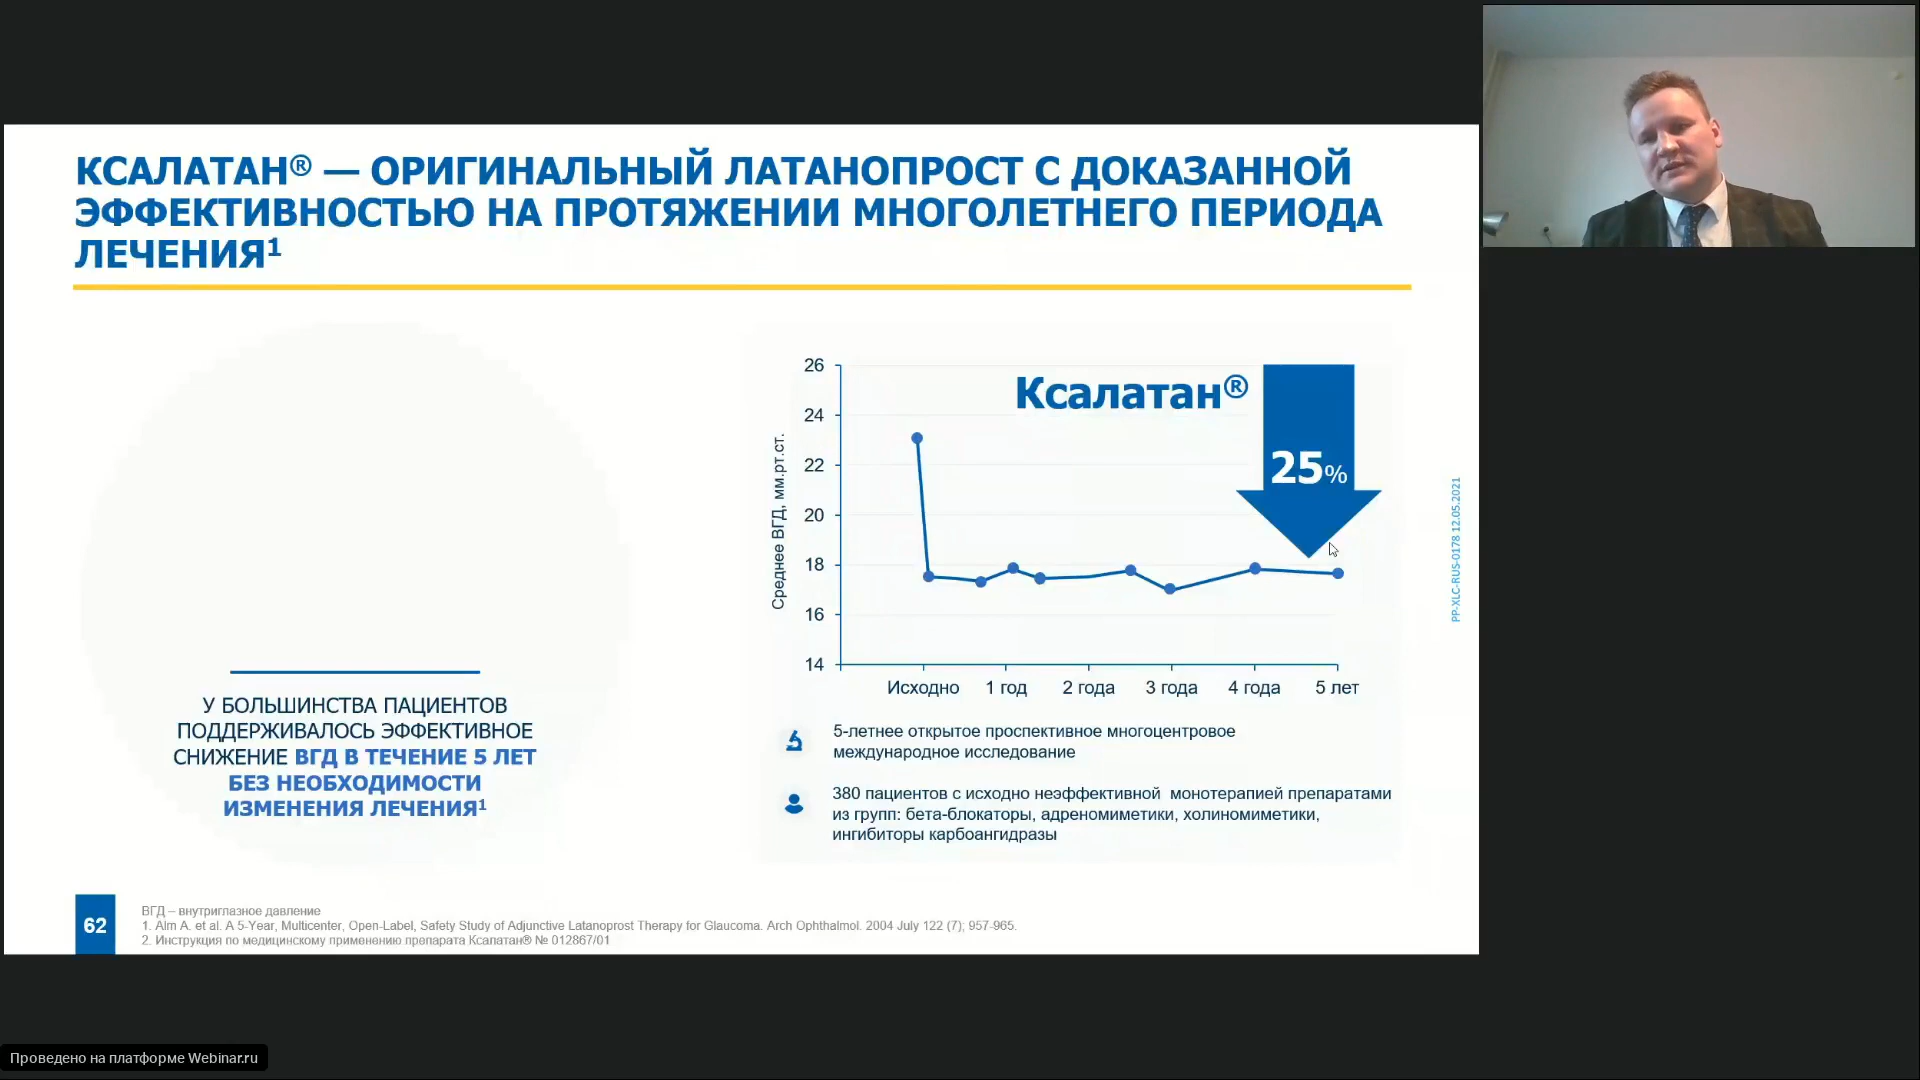 КСАЛАТАН® — ОРИГИНАЛЬНЫЙ ЛАТАНОПРОСТ С ДОКАЗАННОЙ
ЭФФЕКТИВНОСТЬЮ НА ПРОТЯЖЕНИИ МНОГОЛЕТНЕГО ПЕРИОДА
ЛЕЧЕНИЯ¹
У БОЛЬШИНСТВА ПАЦИЕНТОВ
ПОДДЕРЖИВАЛОСЬ ЭФФЕКТИВНОЕ
СНИЖЕНИЕ ВГД В ТЕЧЕНИЕ 5 ЛЕТ
БЕЗ НЕОБХОДИМОСТИ
ИЗМЕНЕНИЯ ЛЕЧЕНИЯ¹
Ксалатан®
25%
Среднее ВГД, мм.рт.ст.
26
24
22
20
18
16
14
Исходно 1 год 2 года 3 года 4 года 5 лет
5-летнее открытое проспективное многоцентровое
международное исследование
380 пациентов с исходно неэффективной монотерапией препаратами
из групп: бета-блокаторы, адреномиметики, холиномиметики,
ингибиторы карбоангидразы
PP-XLC-RUS-0178 12.05.2021
62
ВГД – внутриглазное давление
1. Alm A. et al. A 5-Year, Multicenter, Open-Label, Safety Study of Adjunctive Latanoprost Therapy for Glaucoma. Arch Ophthalmol. 2004 July 122 (7); 957-965.
2. Инструкция по медицинскому применению препарата Ксалатан® № 012867/01
Проведено на платформе Webinar.ru